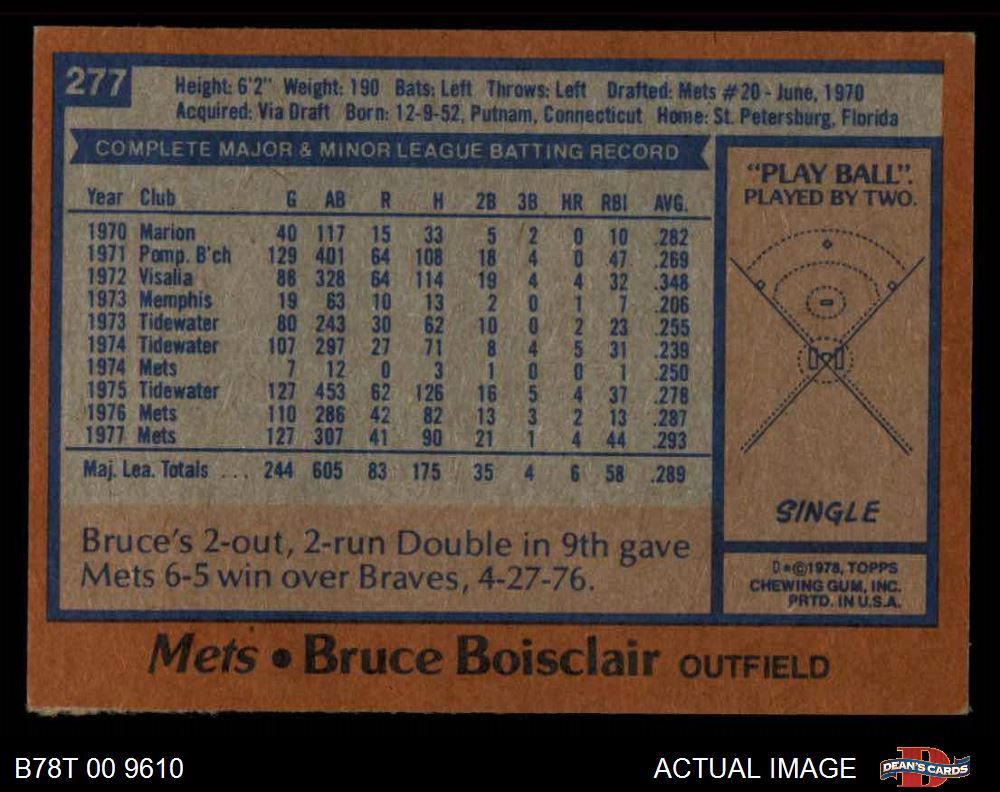 277
Height: 6'2" Weight: 190 Bats: Left Throws: Left Drafted: Mets #20 - June, 1970
Acquired: Via Draft Born: 12-9-52, Putnam, Connecticut Home: St. Petersburg, Florida
COMPLETE MAJOR & MINOR LEAGUE BATTING RECORD
Year Club G AB R H 2B 3B HR RBI AVG.
1970 Marion 40 117 15 33 5 2 0 10 .282
1971 Pomp. B'ch 129 401 64 108 18 4 0 47 .269
1972 Visalia 88 328 64 114 19 4 4 32 .348
1973 Memphis 19 63 10 13 2 0 1 7 .206
1973 Tidewater 80 243 30 62 10 0 2 23 .255
1974 Tidewater 107 297 27 71 8 4 5 31 .239
1974 Mets 7 12 0 3 1 0 0 1 .250
1975 Tidewater 127 453 62 126 16 5 4 37 .278
1976 Mets 110 286 42 82 13 3 2 13 .287
1977 Mets 127 307 41 90 21 1 4 44 .293
Maj. Lea. Totals ... 244 605 83 175 35 4 6 58 .289
Bruce's 2-out, 2-run Double in 9th gave
Mets 6-5 win over Braves, 4-27-76.
"PLAY BALL".
PLAYED BY TWO.
SINGLE
D*©1978, TOPPS
CHEWING GUM, INC.
PRTD. IN U.S.A.
Mets • Bruce Boisclair OUTFIELD
B78T 00 9610
ACTUAL IMAGE
D
DEAN'S CARDS